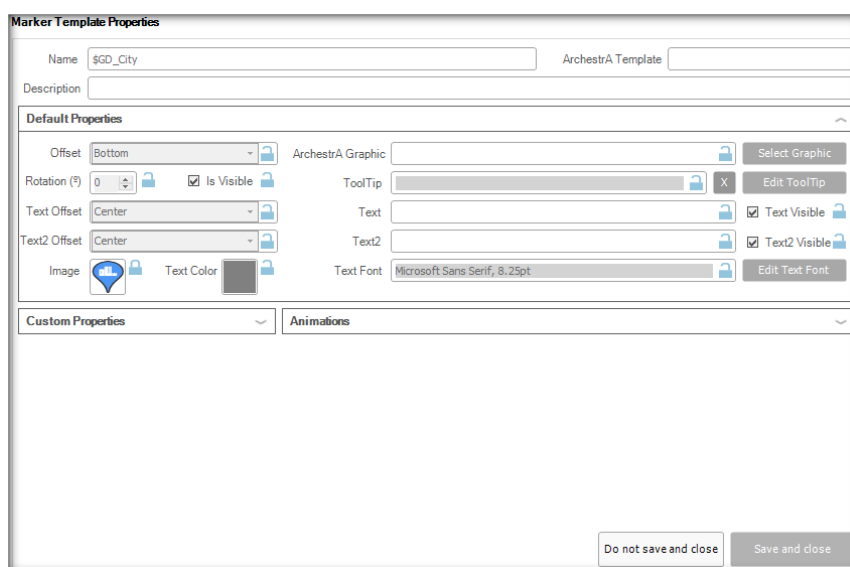 Marker Template Properties
Name $GD_City ArchestrA Template
Description
Default Properties
Offset Bottom ArchestrA Graphic Select Graphic
Rotation (º) 0 Is Visible ToolTip X Edit ToolTip
Text Offset Center Text Text Visible
Text2 Offset Center Text2 Text2 Visible
Image Text Color Text Font Microsoft Sans Serif, 8.25pt Edit Text Font
Custom Properties Animations
Do not save and close Save and close